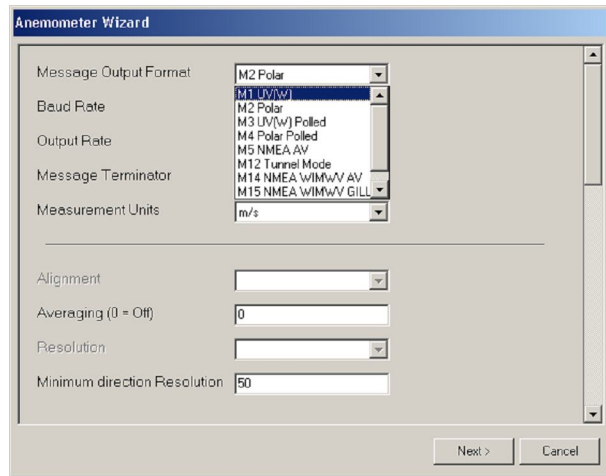 Anemometer Wizard
Message Output Format
M2 Polar
M1 UV(W)
M2 Polar
M3 UV(W) Polled
M4 Polar Polled
M5 NMEA AV
M12 Tunnel Mode
M14 NMEA WIMWV AV
M15 NMEA WIMWV GILL
Baud Rate
Output Rate
Message Terminator
Measurement Units
m/s
Alignment
Averaging (0 = Off)
0
Resolution
Minimum direction Resolution
50
Next >
Cancel